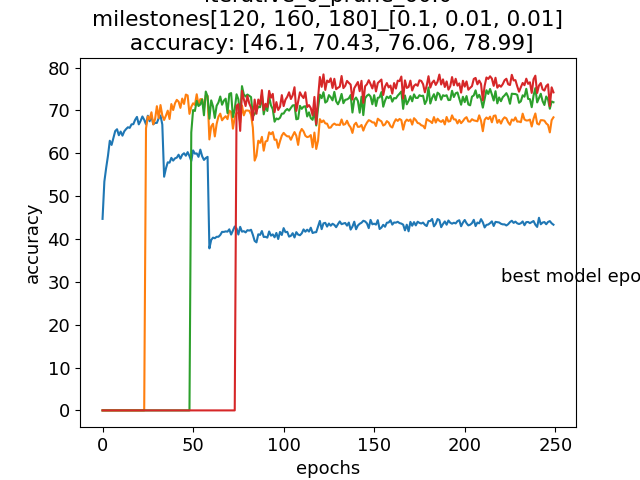 milestones[120, 160, 180]_[0.1, 0.01, 0.01]
accuracy: [46.1, 70.43, 76.06, 78.99]
80
70
60
50
40
30
20
10
0
accuracy
best model epo
0 50 100 150 200 250
epochs